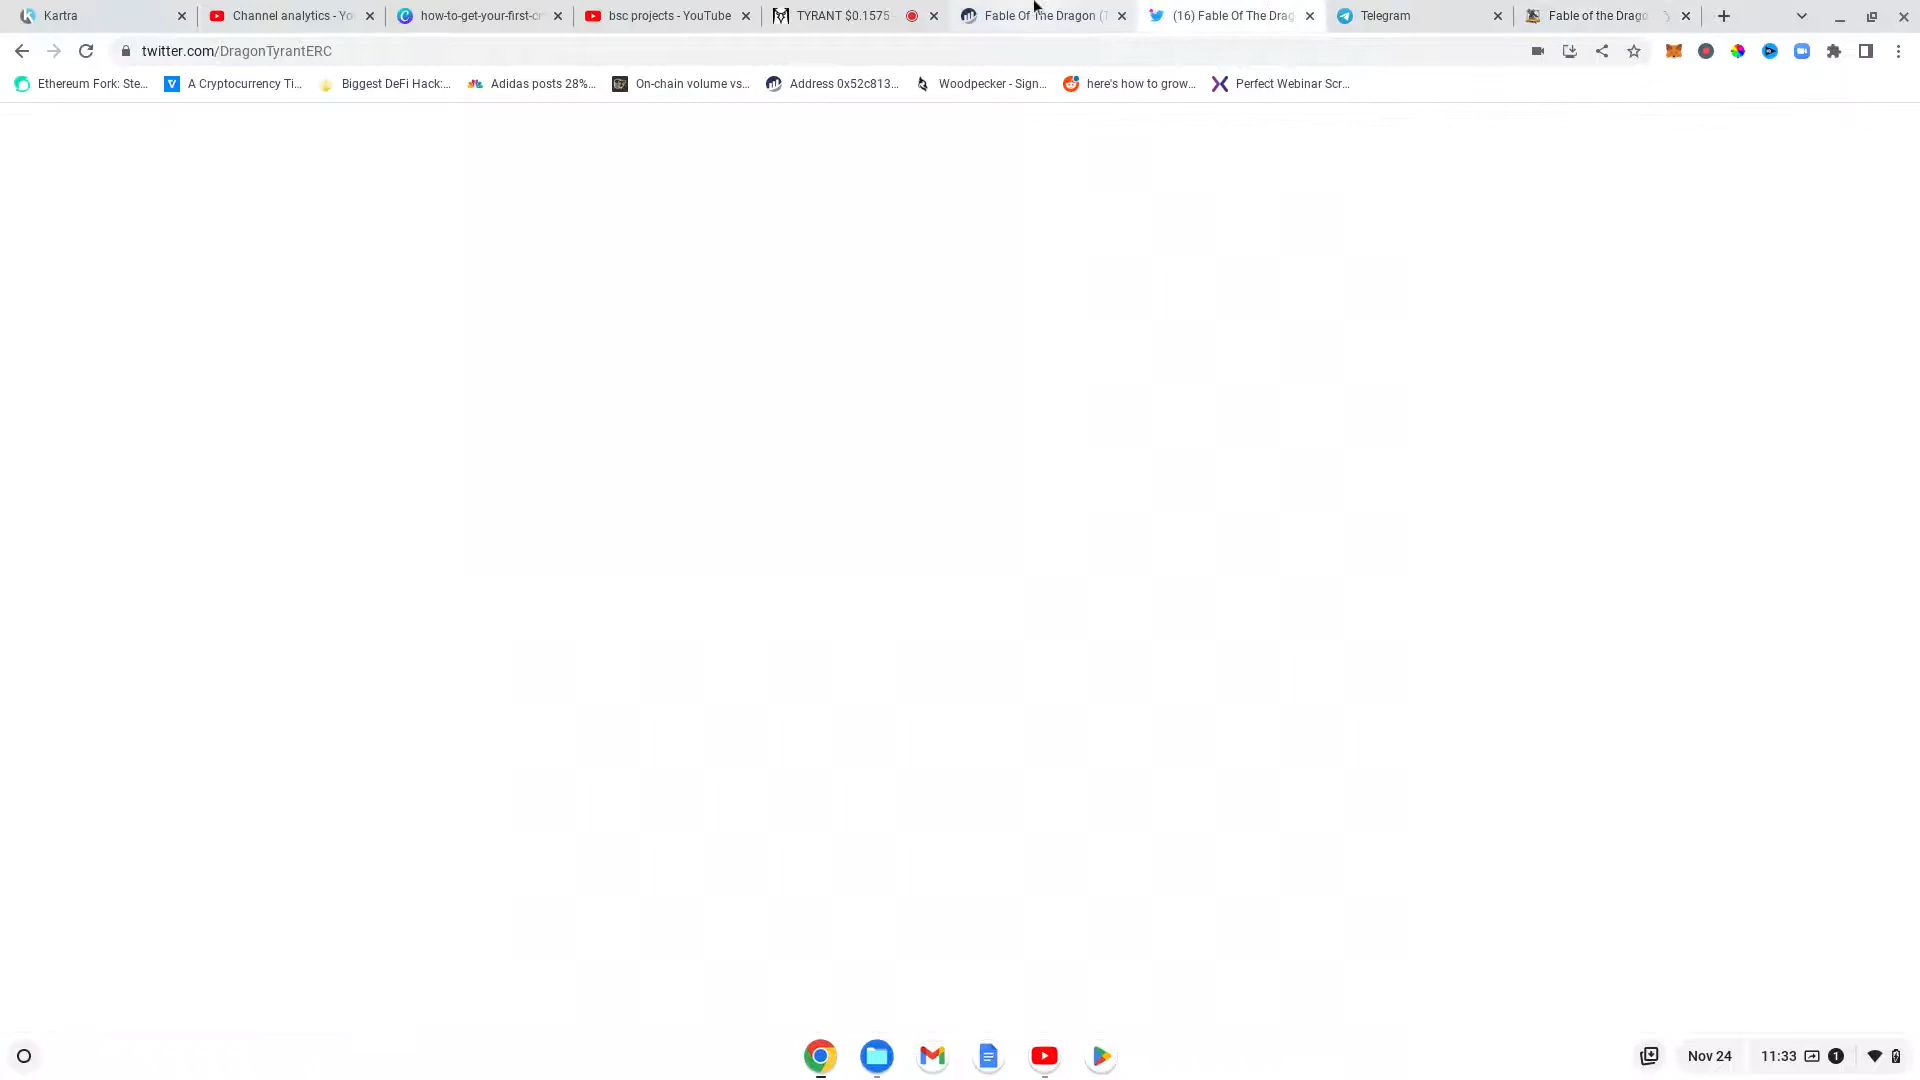 Kartra
Channel analytics - Yo
how-to-get-your-first-cr
bsc projects - YouTube
TYRANT $0.1575
Fable Of The Dragon (T
(16) Fable Of The Drag
Telegram
Fable of the Drago
twitter.com/DragonTyrantERC
Ethereum Fork: Ste...
A Cryptocurrency Ti...
Biggest DeFi Hack:...
Adidas posts 28%...
On-chain volume vs...
Address 0x52c813...
Woodpecker - Sign...
here's how to grow...
Perfect Webinar Scr...
Nov 24
11:33
1